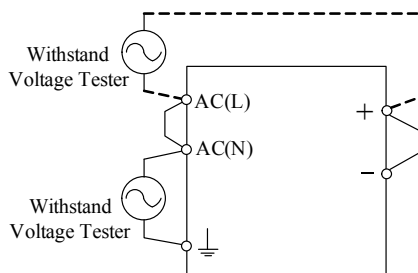 Withstand
Voltage Tester
AC(L)
+
AC(N)
−
Withstand
Voltage Tester